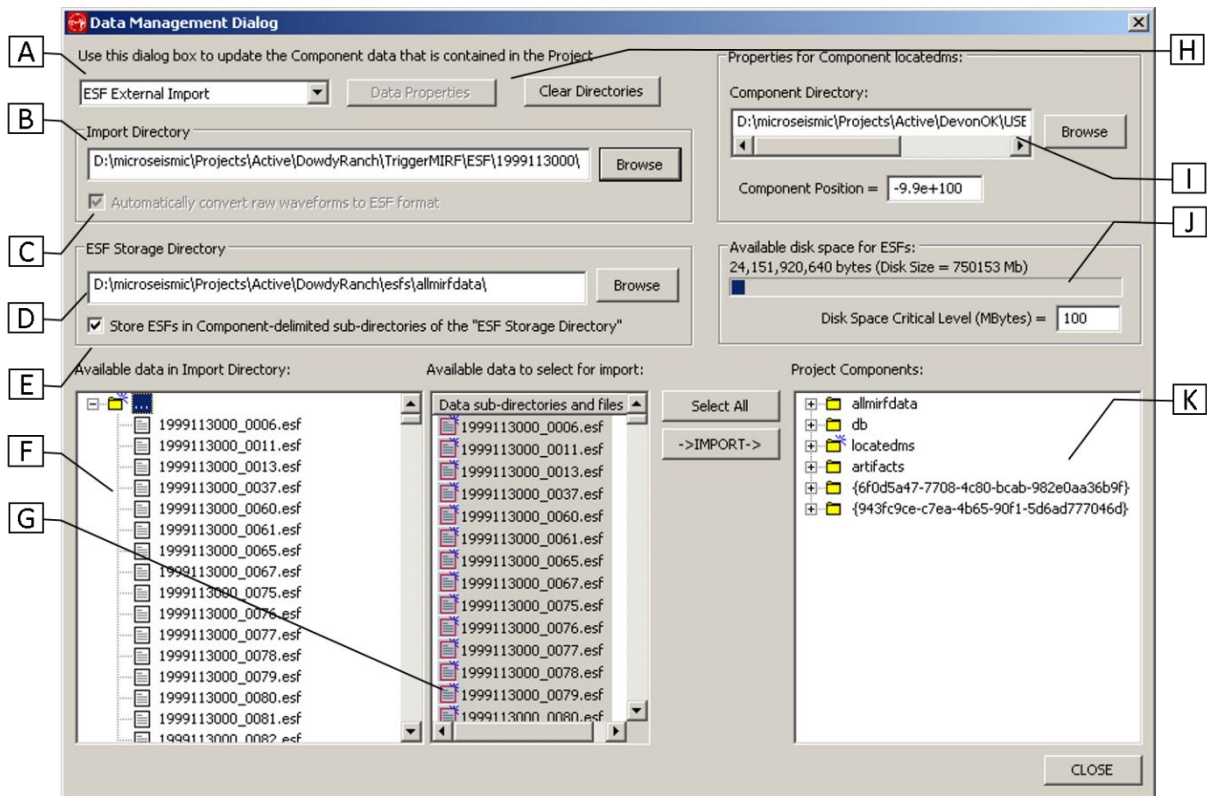 Data Management Dialog
A
Use this dialog box to update the Component data that is contained in the Project
H
ESF External Import
Data Properties
Clear Directories
B
Import Directory
D:\microseismic\Projects\Active\DowdyRanch\TriggerMIRF\ESF\1999113000\
Browse
Automatically convert raw waveforms to ESF format
C
ESF Storage Directory
D:\microseismic\Projects\Active\DowdyRanch\esfs\allmirfdata\
Browse
D
Store ESFs in Component-delimited sub-directories of the "ESF Storage Directory"
E
Properties for Component locatedms:
Component Directory:
D:\microseismic\Projects\Active\DevonOK\USE
Browse
I
Component Position =
-9.9e+100
J
Available disk space for ESFs:
24,151,920,640 bytes (Disk Size = 750153 Mb)
Disk Space Critical Level (MBytes) =
100
Available data in Import Directory:
...
1999113000_0006.esf
1999113000_0011.esf
1999113000_0013.esf
1999113000_0037.esf
1999113000_0060.esf
1999113000_0061.esf
1999113000_0065.esf
1999113000_0067.esf
1999113000_0075.esf
1999113000_0076.esf
1999113000_0077.esf
1999113000_0078.esf
1999113000_0079.esf
1999113000_0080.esf
1999113000_0081.esf
1999113000_0082.esf
F
G
Available data to select for import:
Data sub-directories and files
1999113000_0006.esf
1999113000_0011.esf
1999113000_0013.esf
1999113000_0037.esf
1999113000_0060.esf
1999113000_0061.esf
1999113000_0065.esf
1999113000_0067.esf
1999113000_0075.esf
1999113000_0076.esf
1999113000_0077.esf
1999113000_0078.esf
1999113000_0079.esf
1999113000_0080.esf
Select All
->IMPORT->
Project Components:
allmirfdata
db
locatedms
artifacts
{6f0d5a47-7708-4c80-bcab-982e0aa36b9f}
{943fc9ce-c7ea-4b65-90f1-5d6ad777046d}
K
CLOSE